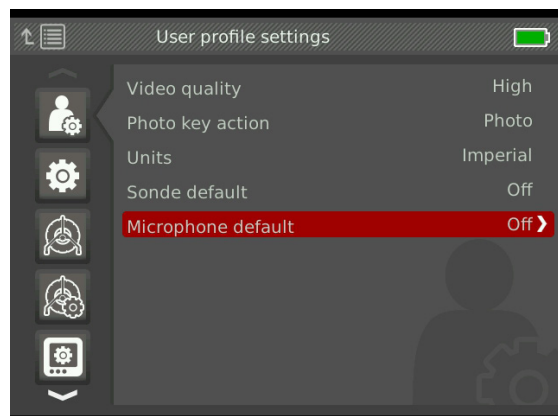 User profile settings
Video quality High
Photo key action Photo
Units Imperial
Sonde default Off
Microphone default Off